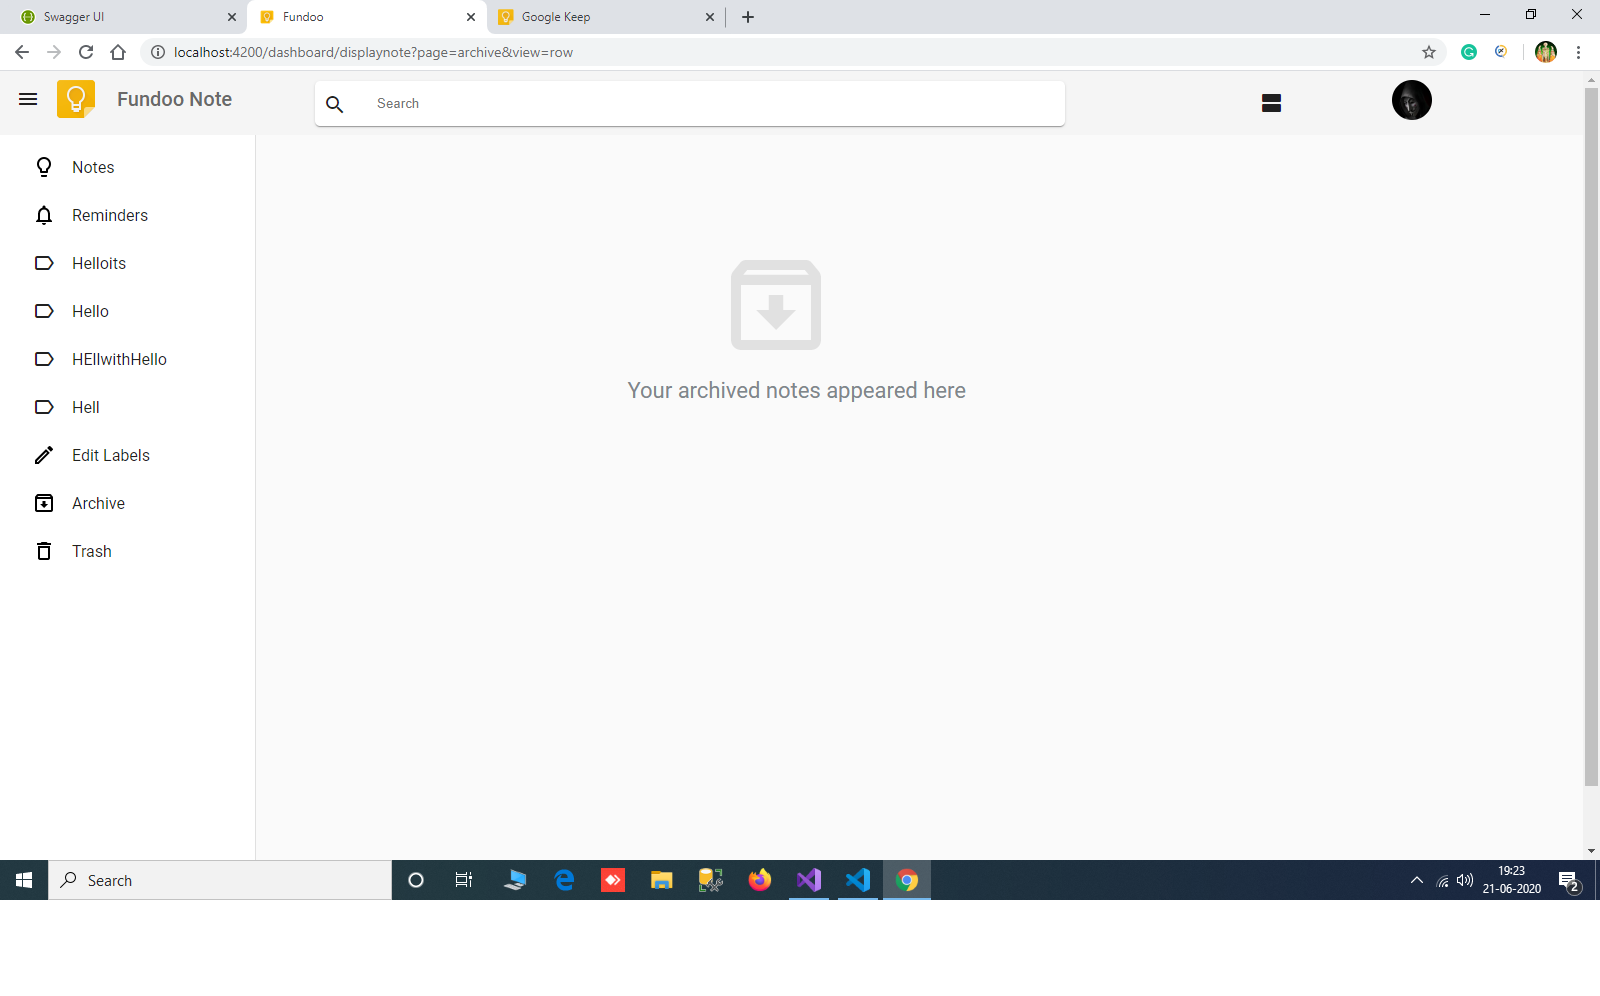 Swagger UI
Fundoo
Google Keep
localhost:4200/dashboard/displaynote?page=archive&view=row
Fundoo Note
Search
Notes
Reminders
Helloits
Hello
HEllwithHello
Hell
Edit Labels
Archive
Trash
Your archived notes appeared here
Search
19:23
21-06-2020
2